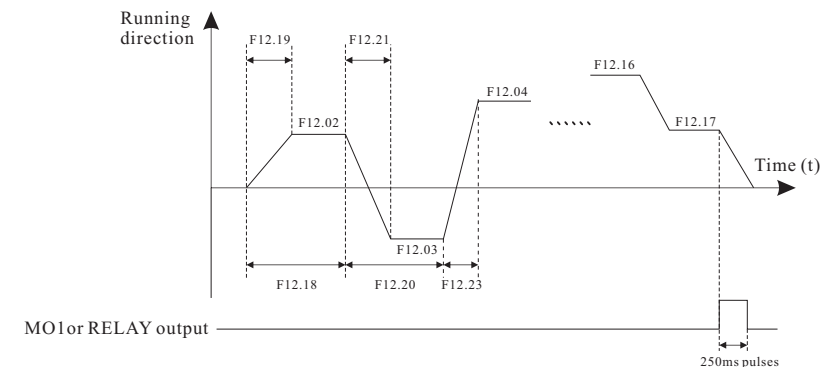 Running
direction
F12.19
F12.21
F12.16
F12.04
F12.02
F12.17
Time (t)
F12.03
F12.18
F12.20
F12.23
MO1or RELAY output
250ms pulses